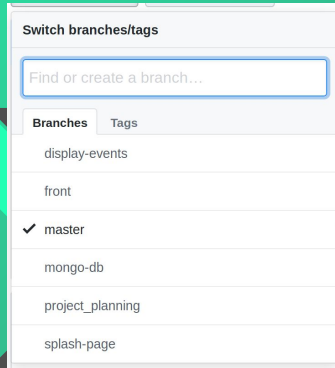 Switch branches/tags
Find or create a branch…
Branches Tags
display-events
front
master
mongo-db
project_planning
splash-page